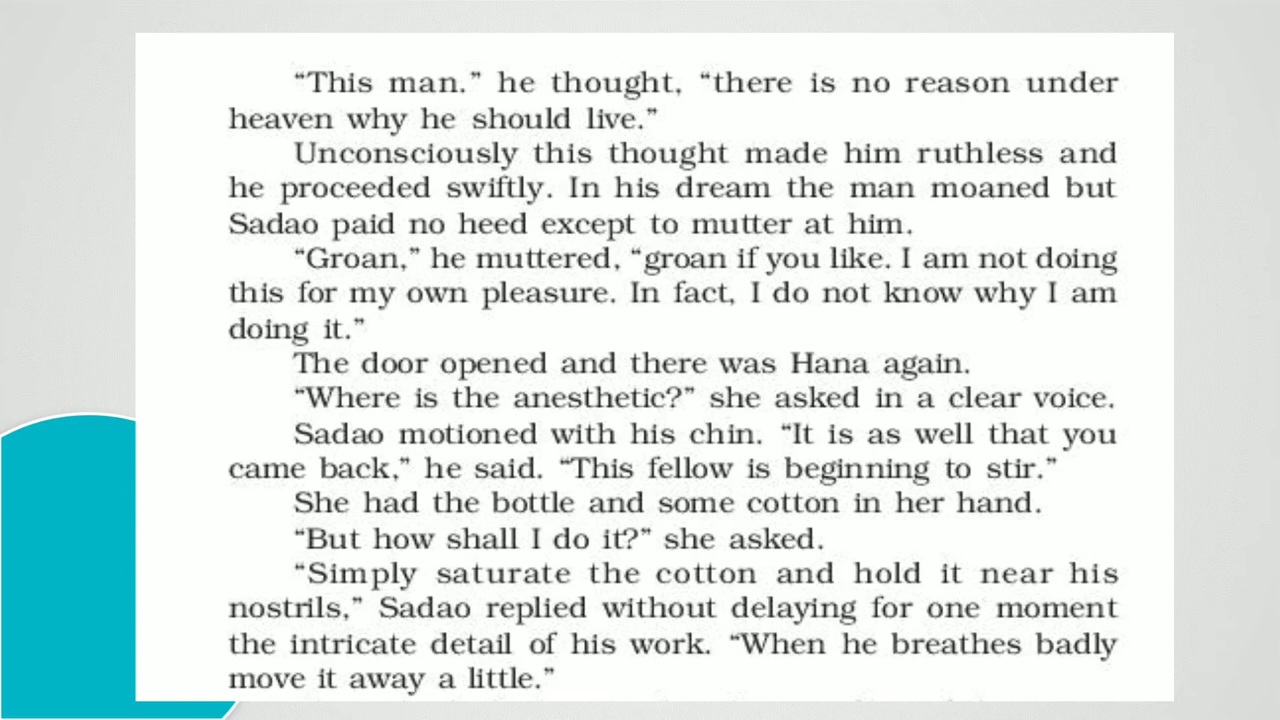 “This man.” he thought, “there is no reason under
heaven why he should live.”
Unconsciously this thought made him ruthless and
he proceeded swiftly. In his dream the man moaned but
Sadao paid no heed except to mutter at him.
“Groan,” he muttered, “groan if you like. I am not doing
this for my own pleasure. In fact, I do not know why I am
doing it.”
The door opened and there was Hana again.
“Where is the anesthetic?” she asked in a clear voice.
Sadao motioned with his chin. “It is as well that you
came back,” he said. “This fellow is beginning to stir.”
She had the bottle and some cotton in her hand.
“But how shall I do it?” she asked.
“Simply saturate the cotton and hold it near his
nostrils,” Sadao replied without delaying for one moment
the intricate detail of his work. “When he breathes badly
move it away a little.”